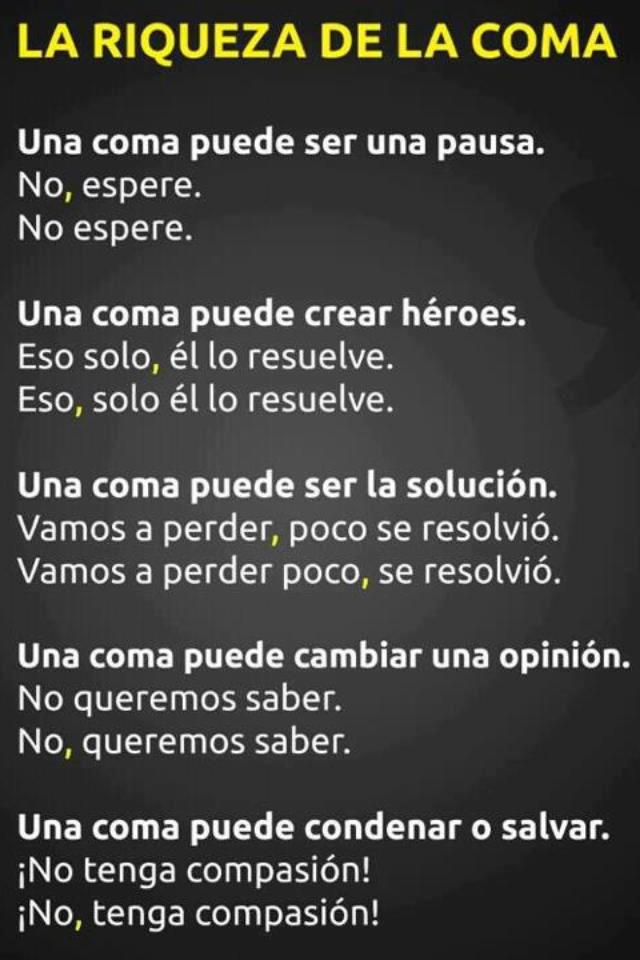 LA RIQUEZA DE LA COMA
Una coma puede ser una pausa.
No, espere.
No espere.
Una coma puede crear héroes.
Eso solo, él lo resuelve.
Eso, solo él lo resuelve.
Una coma puede ser la solución.
Vamos a perder, poco se resolvió.
Vamos a perder poco, se resolvió.
Una coma puede cambiar una opinión.
No queremos saber.
No, queremos saber.
Una coma puede condenar o salvar.
¡No tenga compasión!
¡No, tenga compasión!